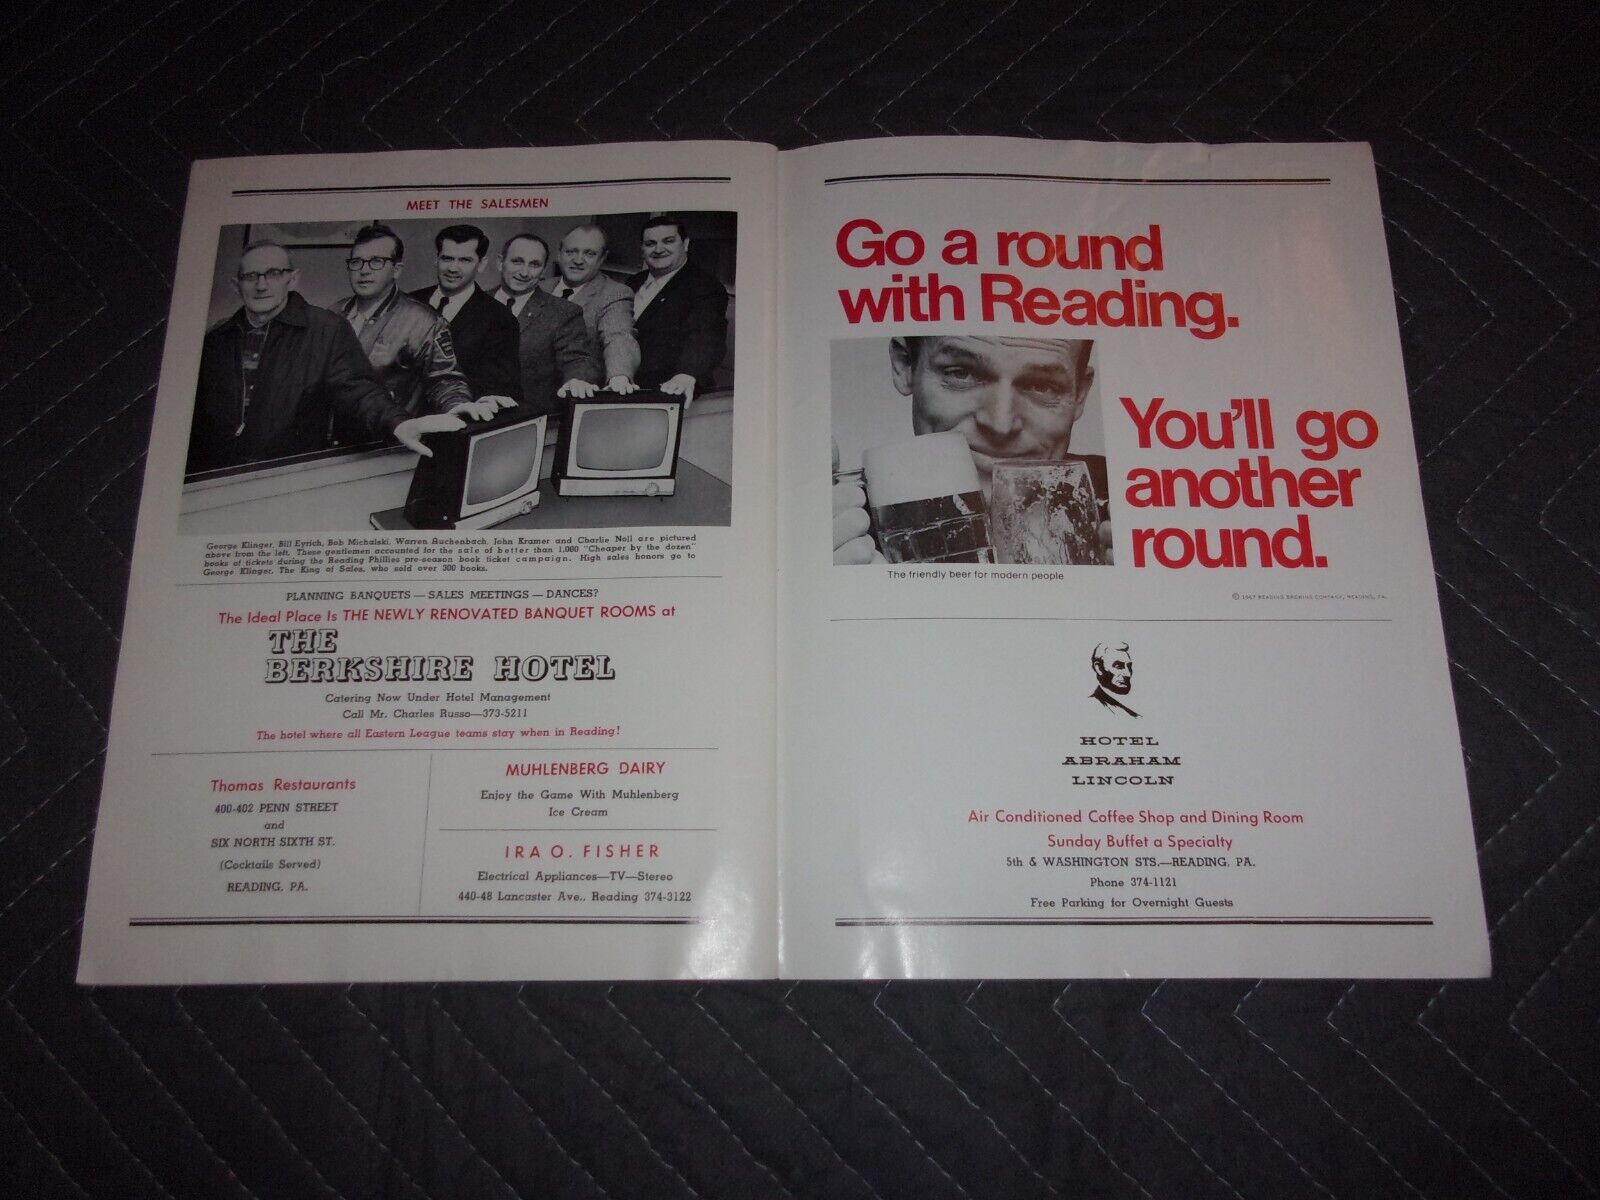 MEET THE SALESMEN
George Klinger, Bill Eyrich, Bob Michalski, Warren Auchenbach, John Kramer and Charlie Noll are pictured
above from the left. These gentlemen accounted for the sale of better than 1,000 "Cheaper by the dozen"
books of tickets during the Reading Phillies pre-season book ticket campaign. High sales honors go to
George Klinger, The King of Sales, who sold over 300 books.
PLANNING BANQUETS — SALES MEETINGS — DANCES?
The Ideal Place Is THE NEWLY RENOVATED BANQUET ROOMS at
THE
BERKSHIRE HOTEL
Catering Now Under Hotel Management
Call Mr. Charles Russo—373-5211
The hotel where all Eastern League teams stay when in Reading!
Thomas Restaurants
400-402 PENN STREET
and
SIX NORTH SIXTH ST.
(Cocktails Served)
READING, PA.
MUHLENBERG DAIRY
Enjoy the Game With Muhlenberg
Ice Cream
IRA O. FISHER
Electrical Appliances—TV—Stereo
440-48 Lancaster Ave., Reading 374-3122
Go a round
with Reading.
You'll go
another
round.
The friendly beer for modern people
© 1967 READING BREWING COMPANY, READING, PA.
HOTEL
ABRAHAM
LINCOLN
Air Conditioned Coffee Shop and Dining Room
Sunday Buffet a Specialty
5th & WASHINGTON STS.—READING, PA.
Phone 374-1121
Free Parking for Overnight Guests